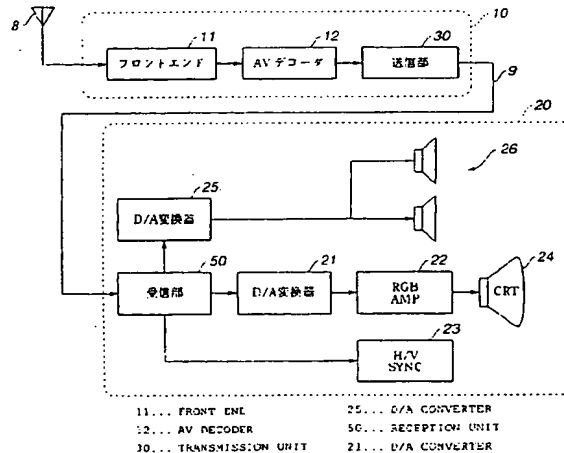 8
10
11
12
30
フロントエンド
AVデコーダ
送信部
9
20
26
25
D/A変換器
50
21
22
24
受信部
D/A変換器
RGB AMP
CRT
23
H/V SYNC
11... FRONT END
12... AV DECODER
30... TRANSMISSION UNIT
25... D/A CONVERTER
50... RECEPTION UNIT
21... D/A CONVERTER